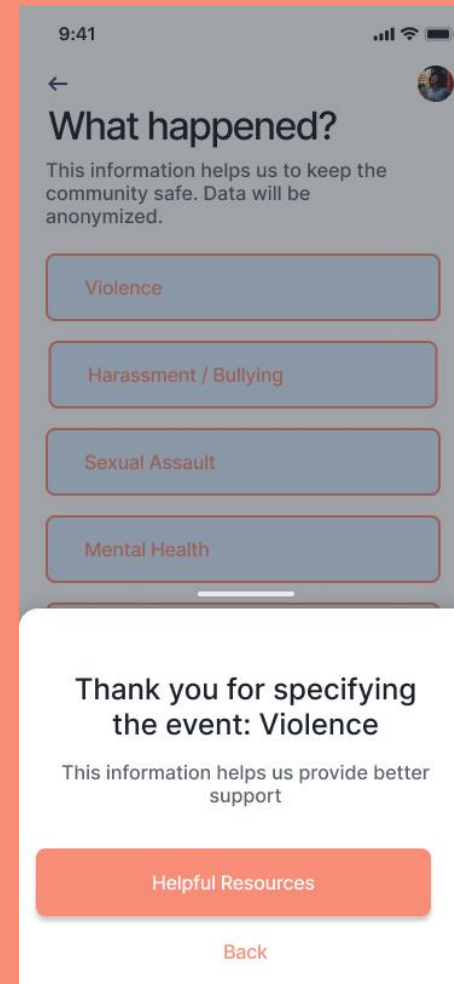 9:41
What happened?
This information helps us to keep the
community safe. Data will be
anonymized.
Violence
Harassment / Bullying
Sexual Assault
Mental Health
Thank you for specifying
the event: Violence
This information helps us provide better
support
Helpful Resources
Back